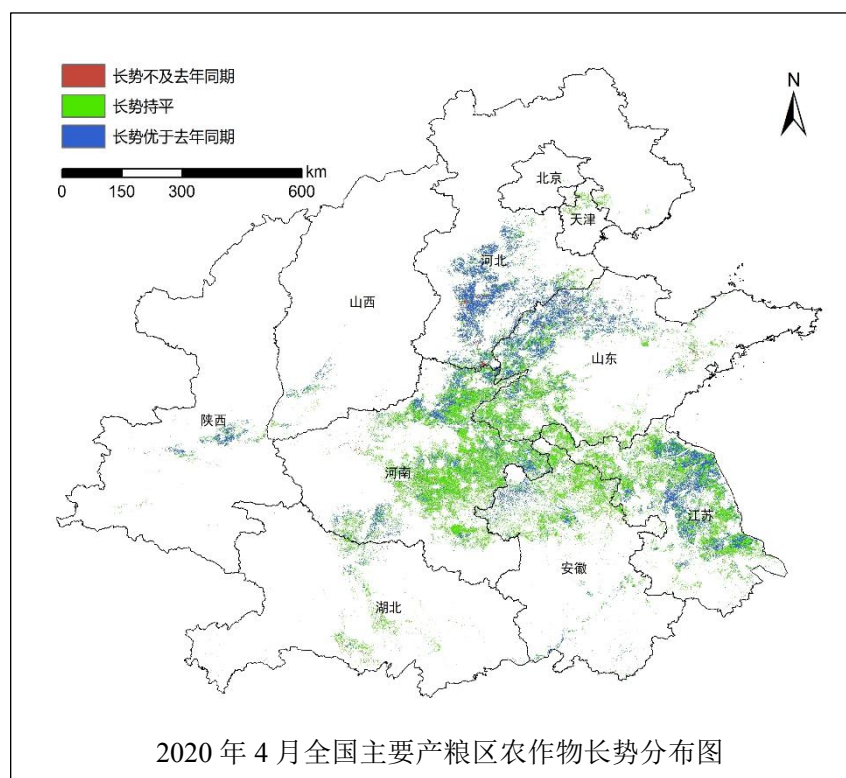 长势不及去年同期
长势持平
长势优于去年同期
N
km
0 150 300 600
北京
天津
河北
山西
山东
陕西
河南
江苏
安徽
湖北
2020 年 4 月全国主要产粮区农作物长势分布图